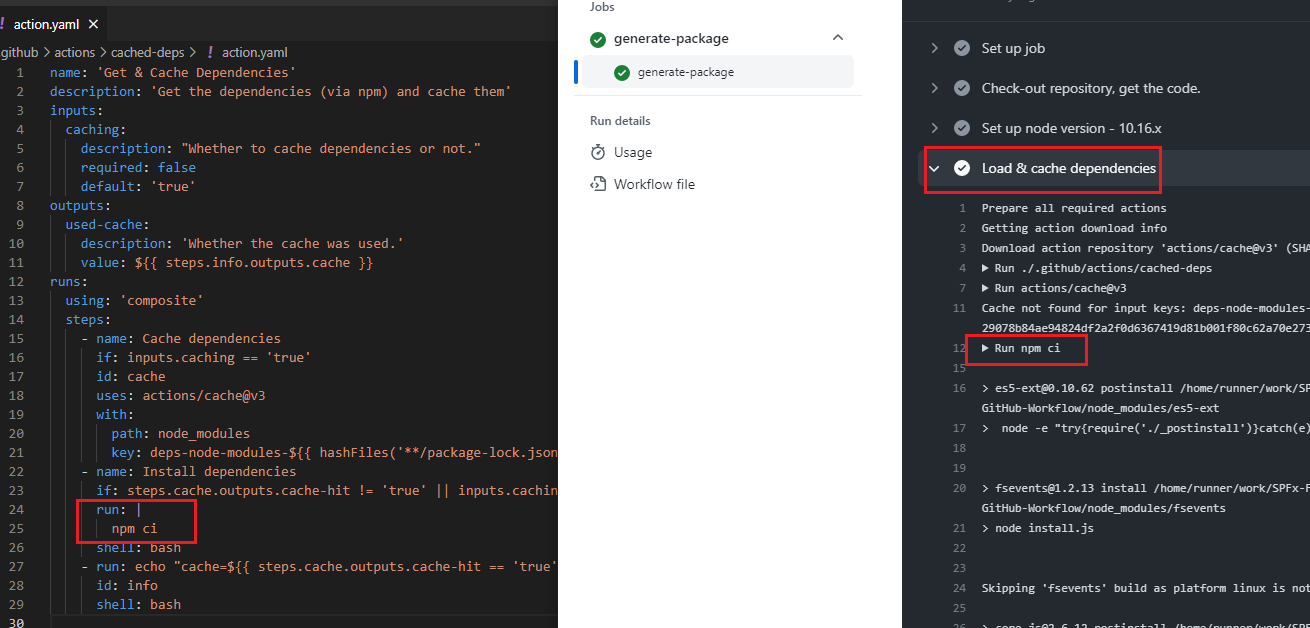 ! action.yaml ×
.github > actions > cached-deps > ! action.yaml
1 name: 'Get & Cache Dependencies'
2 description: 'Get the dependencies (via npm) and cache them'
3 inputs:
4 caching:
5 description: "Whether to cache dependencies or not."
6 required: false
7 default: 'true'
8 outputs:
9 used-cache:
10 description: 'Whether the cache was used.'
11 value: ${{ steps.info.outputs.cache }}
12 runs:
13 using: 'composite'
14 steps:
15 - name: Cache dependencies
16 if: inputs.caching == 'true'
17 id: cache
18 uses: actions/cache@v3
19 with:
20 path: node_modules
21 key: deps-node-modules-${{ hashFiles('**/package-lock.json
22 - name: Install dependencies
23 if: steps.cache.outputs.cache-hit != 'true' || inputs.cachin
24 run: |
25 npm ci
26 shell: bash
27 - run: echo "cache=${{ steps.cache.outputs.cache-hit == 'true'
28 id: info
29 shell: bash
30
Jobs
generate-package
generate-package
Run details
Usage
Workflow file
Set up job
Check-out repository, get the code.
Set up node version - 10.16.x
Load & cache dependencies
1 Prepare all required actions
2 Getting action download info
3 Download action repository 'actions/cache@v3' (SHA
4 ▶ Run ./.github/actions/cached-deps
7 ▶ Run actions/cache@v3
11 Cache not found for input keys: deps-node-modules-
29078b84ae94824df2a2f0d6367419d81b001f80c62a70e273
12 ▶ Run npm ci
15
16 > es5-ext@0.10.62 postinstall /home/runner/work/SP
GitHub-Workflow/node_modules/es5-ext
17 >  node -e "try{require('./_postinstall')}catch(e)
18
19
20 > fsevents@1.2.13 install /home/runner/work/SPFx-F
GitHub-Workflow/node_modules/fsevents
21 > node install.js
22
23
24 Skipping 'fsevents' build as platform linux is not
25
26 > core-js@2.6.12 postinstall /home/runner/work/SP